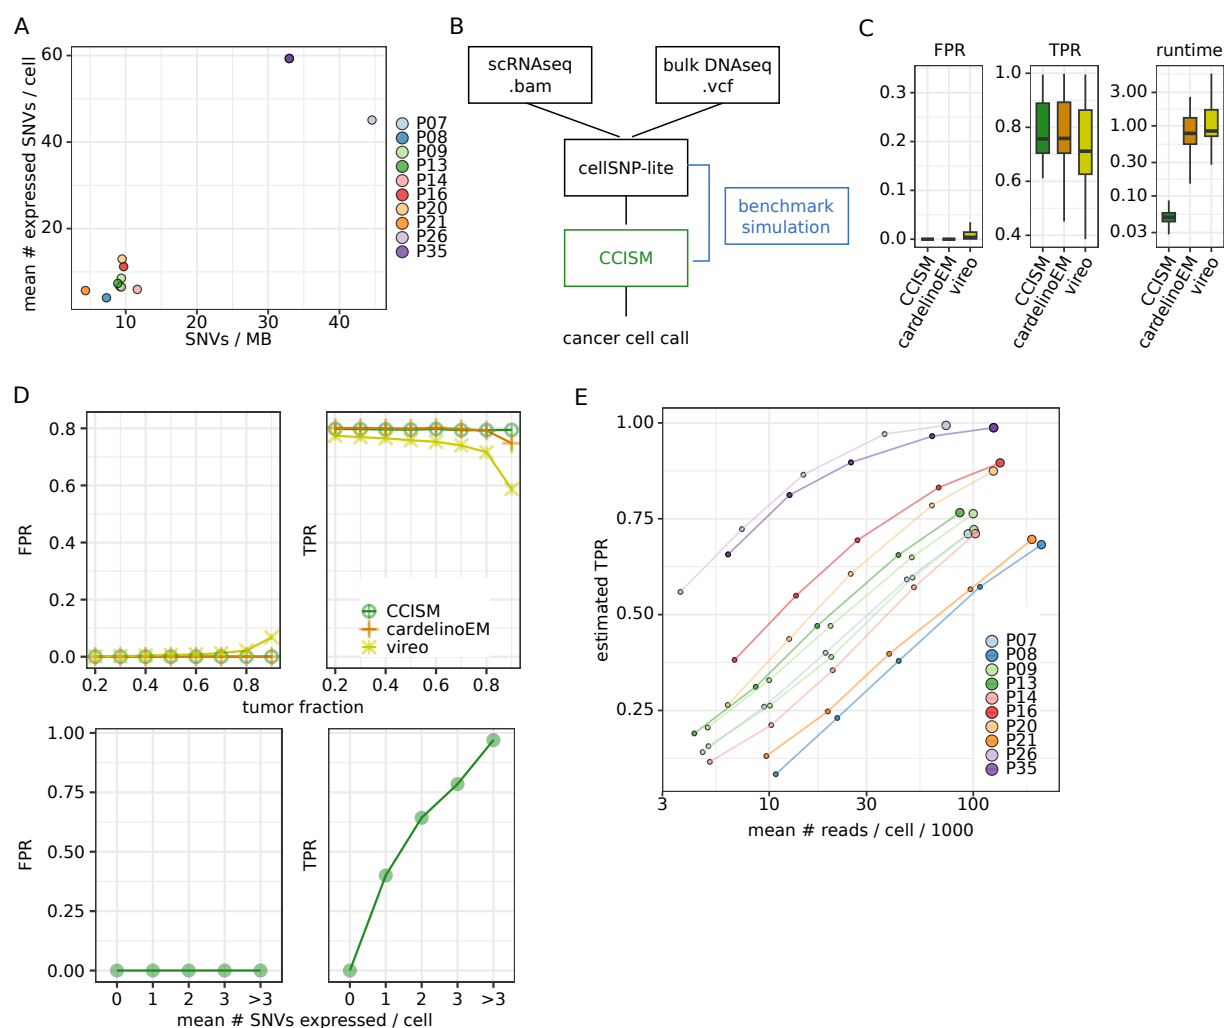 A
60
40
20
mean # expressed SNVs / cell
10
20
30
40
SNVs / MB
P07
P08
P09
P13
P14
P16
P20
P21
P26
P35
B
scRNAseq
.bam
bulk DNAseq
.vcf
cellSNP-lite
benchmark
simulation
CCISM
cancer cell call
C
FPR
TPR
runtime
0.3
0.2
0.1
0.0
1.0
0.8
0.6
0.4
3.00
1.00
0.30
0.10
0.03
CCISM
cardelinoEM
vireo
CCISM
cardelinoEM
vireo
CCISM
cardelinoEM
vireo
D
0.8
0.6
0.4
0.2
0.0
FPR
TPR
CCISM
cardelinoEM
vireo
0.2
0.4
0.6
0.8
0.2
0.4
0.6
0.8
tumor fraction
1.00
0.75
0.50
0.25
0.00
FPR
TPR
0
1
2
3
>3
0
1
2
3
>3
mean # SNVs expressed / cell
E
1.00
0.75
0.50
0.25
estimated TPR
P07
P08
P09
P13
P14
P16
P20
P21
P26
P35
3
10
30
100
mean # reads / cell / 1000